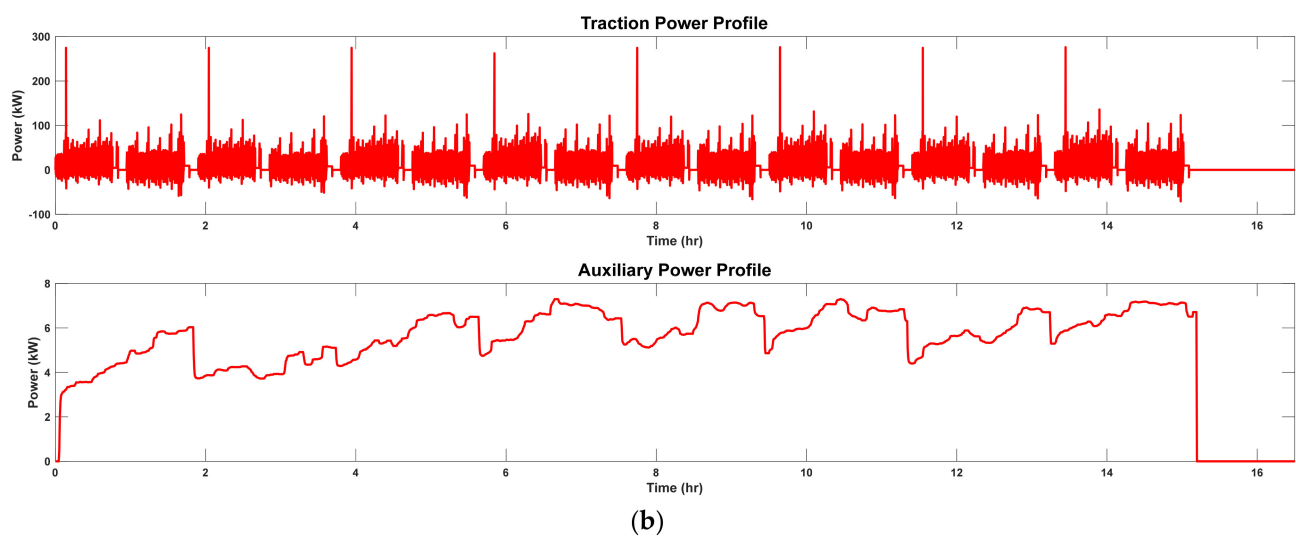 Traction Power Profile
300
200
100
0
-100
Power (kW)
0 2 4 6 8 10 12 14 16
Time (hr)
Auxiliary Power Profile
8
6
4
2
0
Power (kW)
0 2 4 6 8 10 12 14 16
Time (hr)
(b)